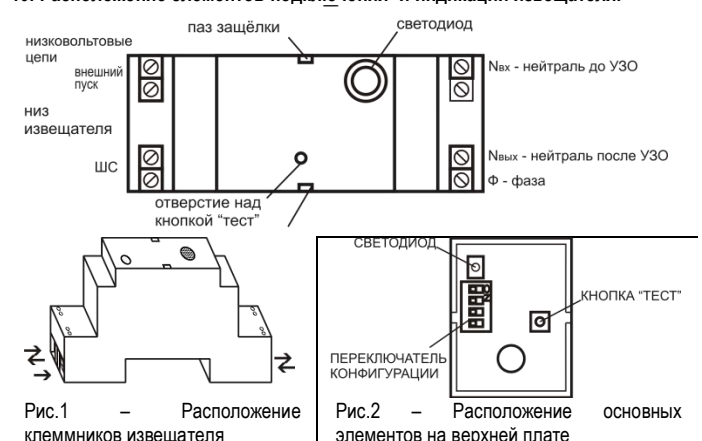 паз защёлки
светодиод
низковольтовые
цепи
внешний
пуск
Nвх - нейтраль до УЗО
низ
извещателя
ШС
Nвых - нейтраль после УЗО
Ф - фаза
отверстие над
кнопкой “тест”
СВЕТОДИОД
ON
КНОПКА “ТЕСТ”
ПЕРЕКЛЮЧАТЕЛЬ
КОНФИГУРАЦИИ
Рис.1 – Расположение
клеммников извещателя
Рис.2 – Расположение основных
элементов на верхней плате